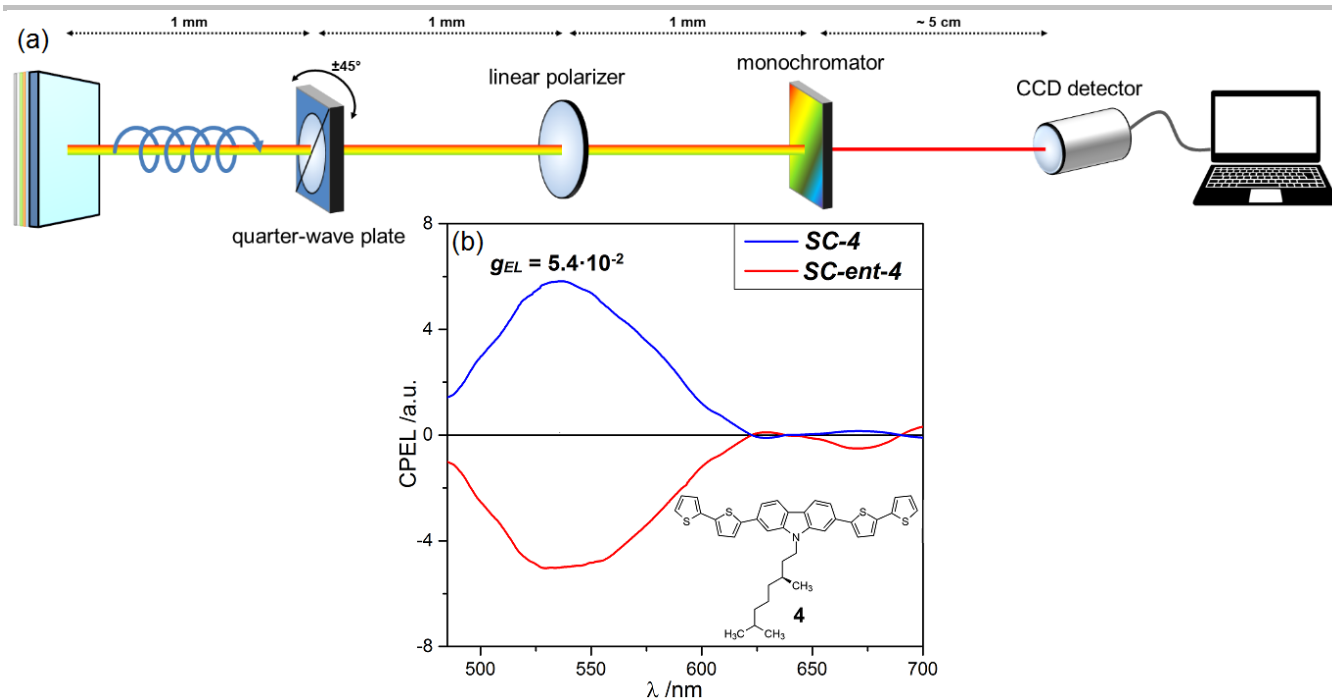 1 mm 1 mm 1 mm ~ 5 cm
(a)
±45°
linear polarizer
monochromator
CCD detector
quarter-wave plate
(b)
g_EL = 5.4·10⁻²
SC-4
SC-ent-4
8
4
0
-4
-8
CPEL /a.u.
S
S
S
S
N
CH₃
H₃C
CH₃
4
500 550 600 650 700
λ /nm